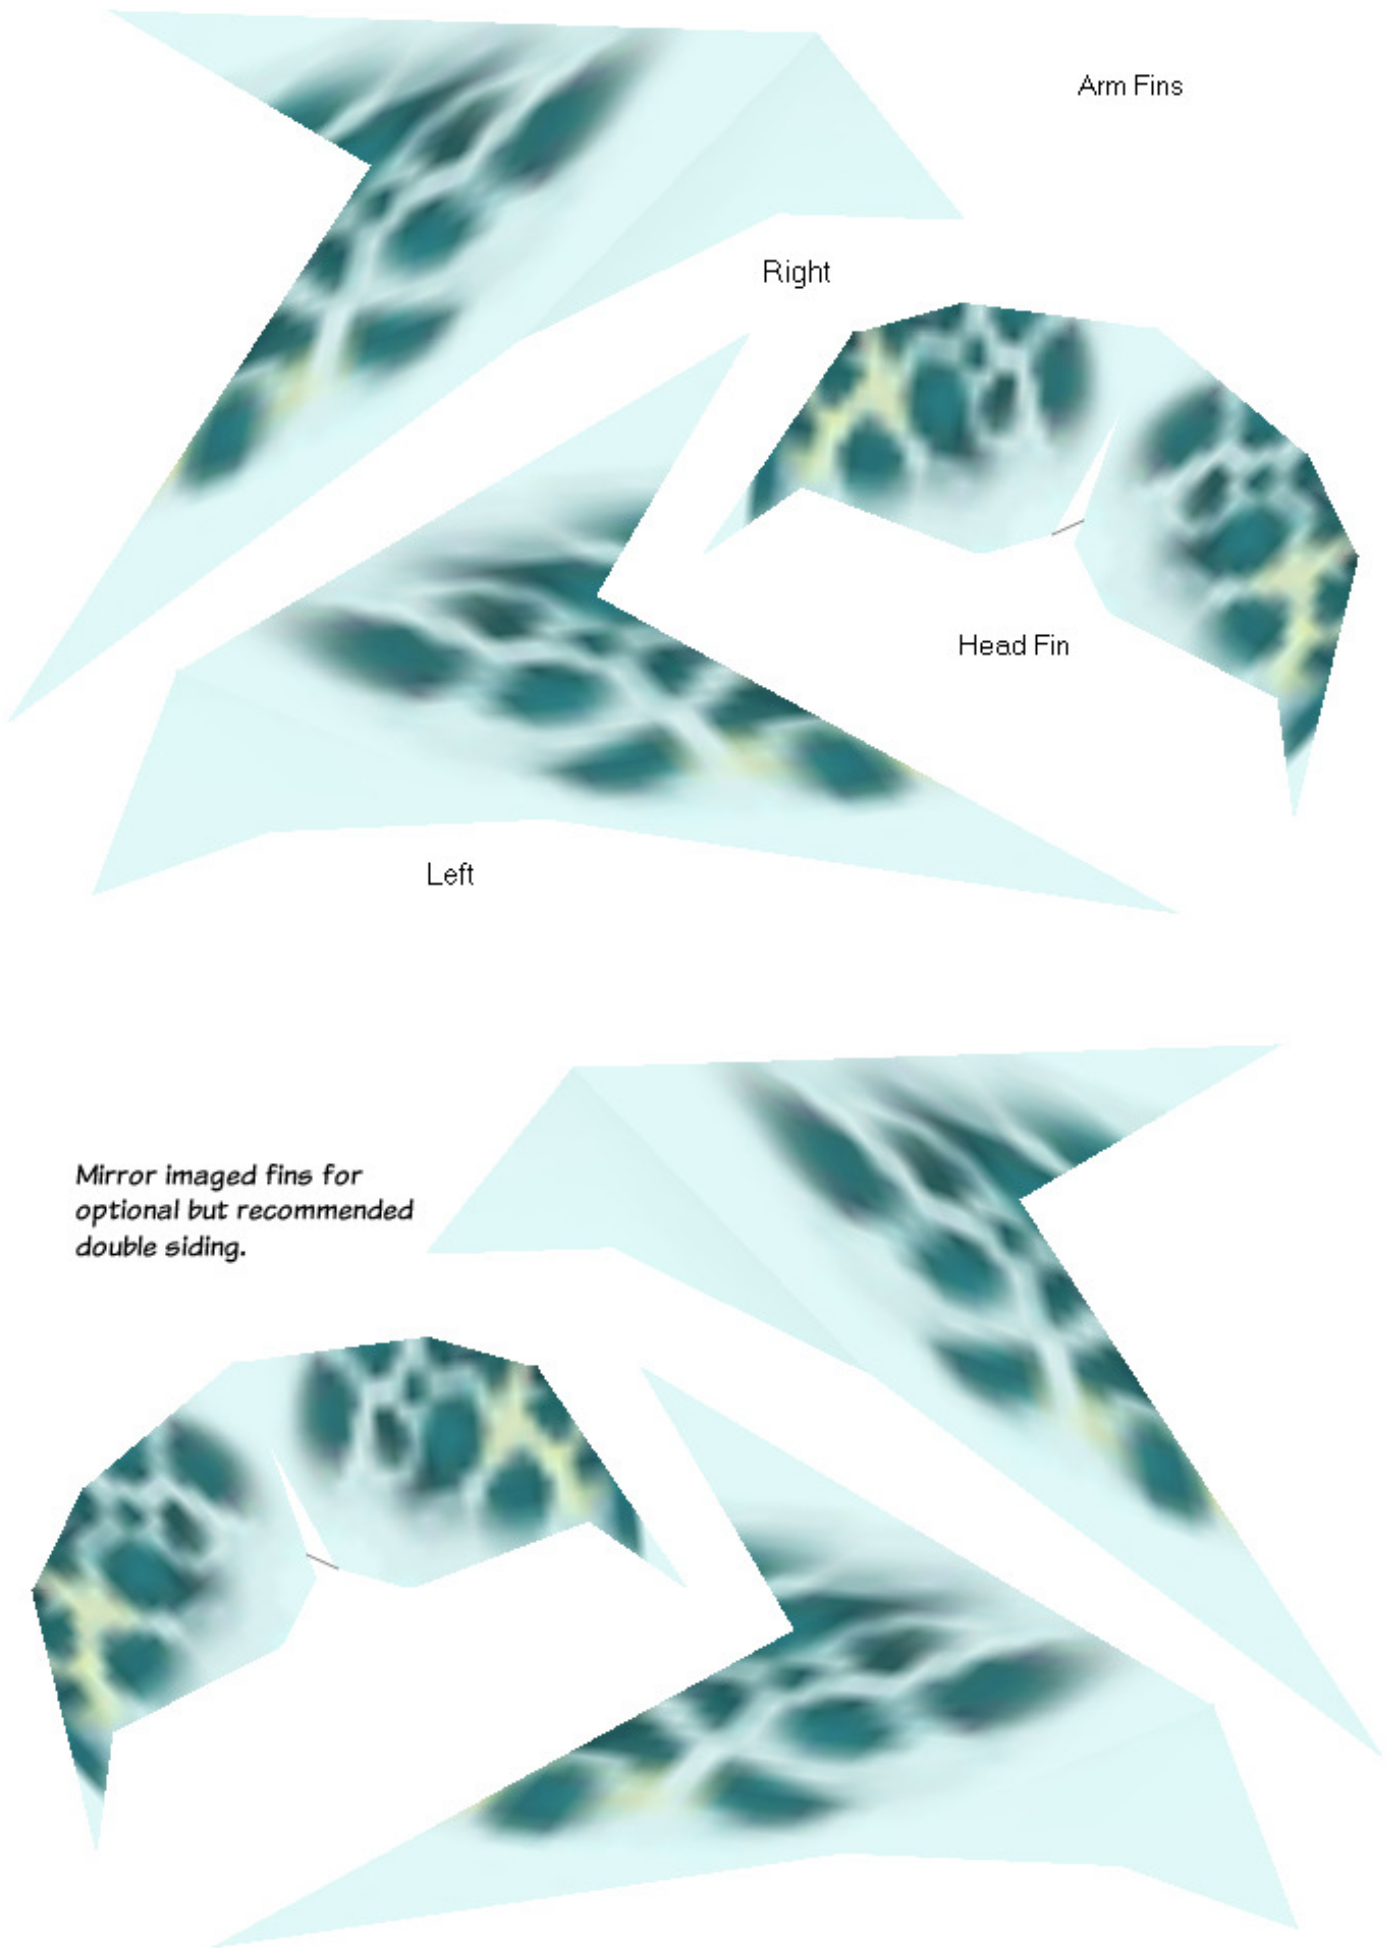 Arm Fins
Right
Head Fin
Left
Mirror imaged fins for
optional but recommended
double siding.